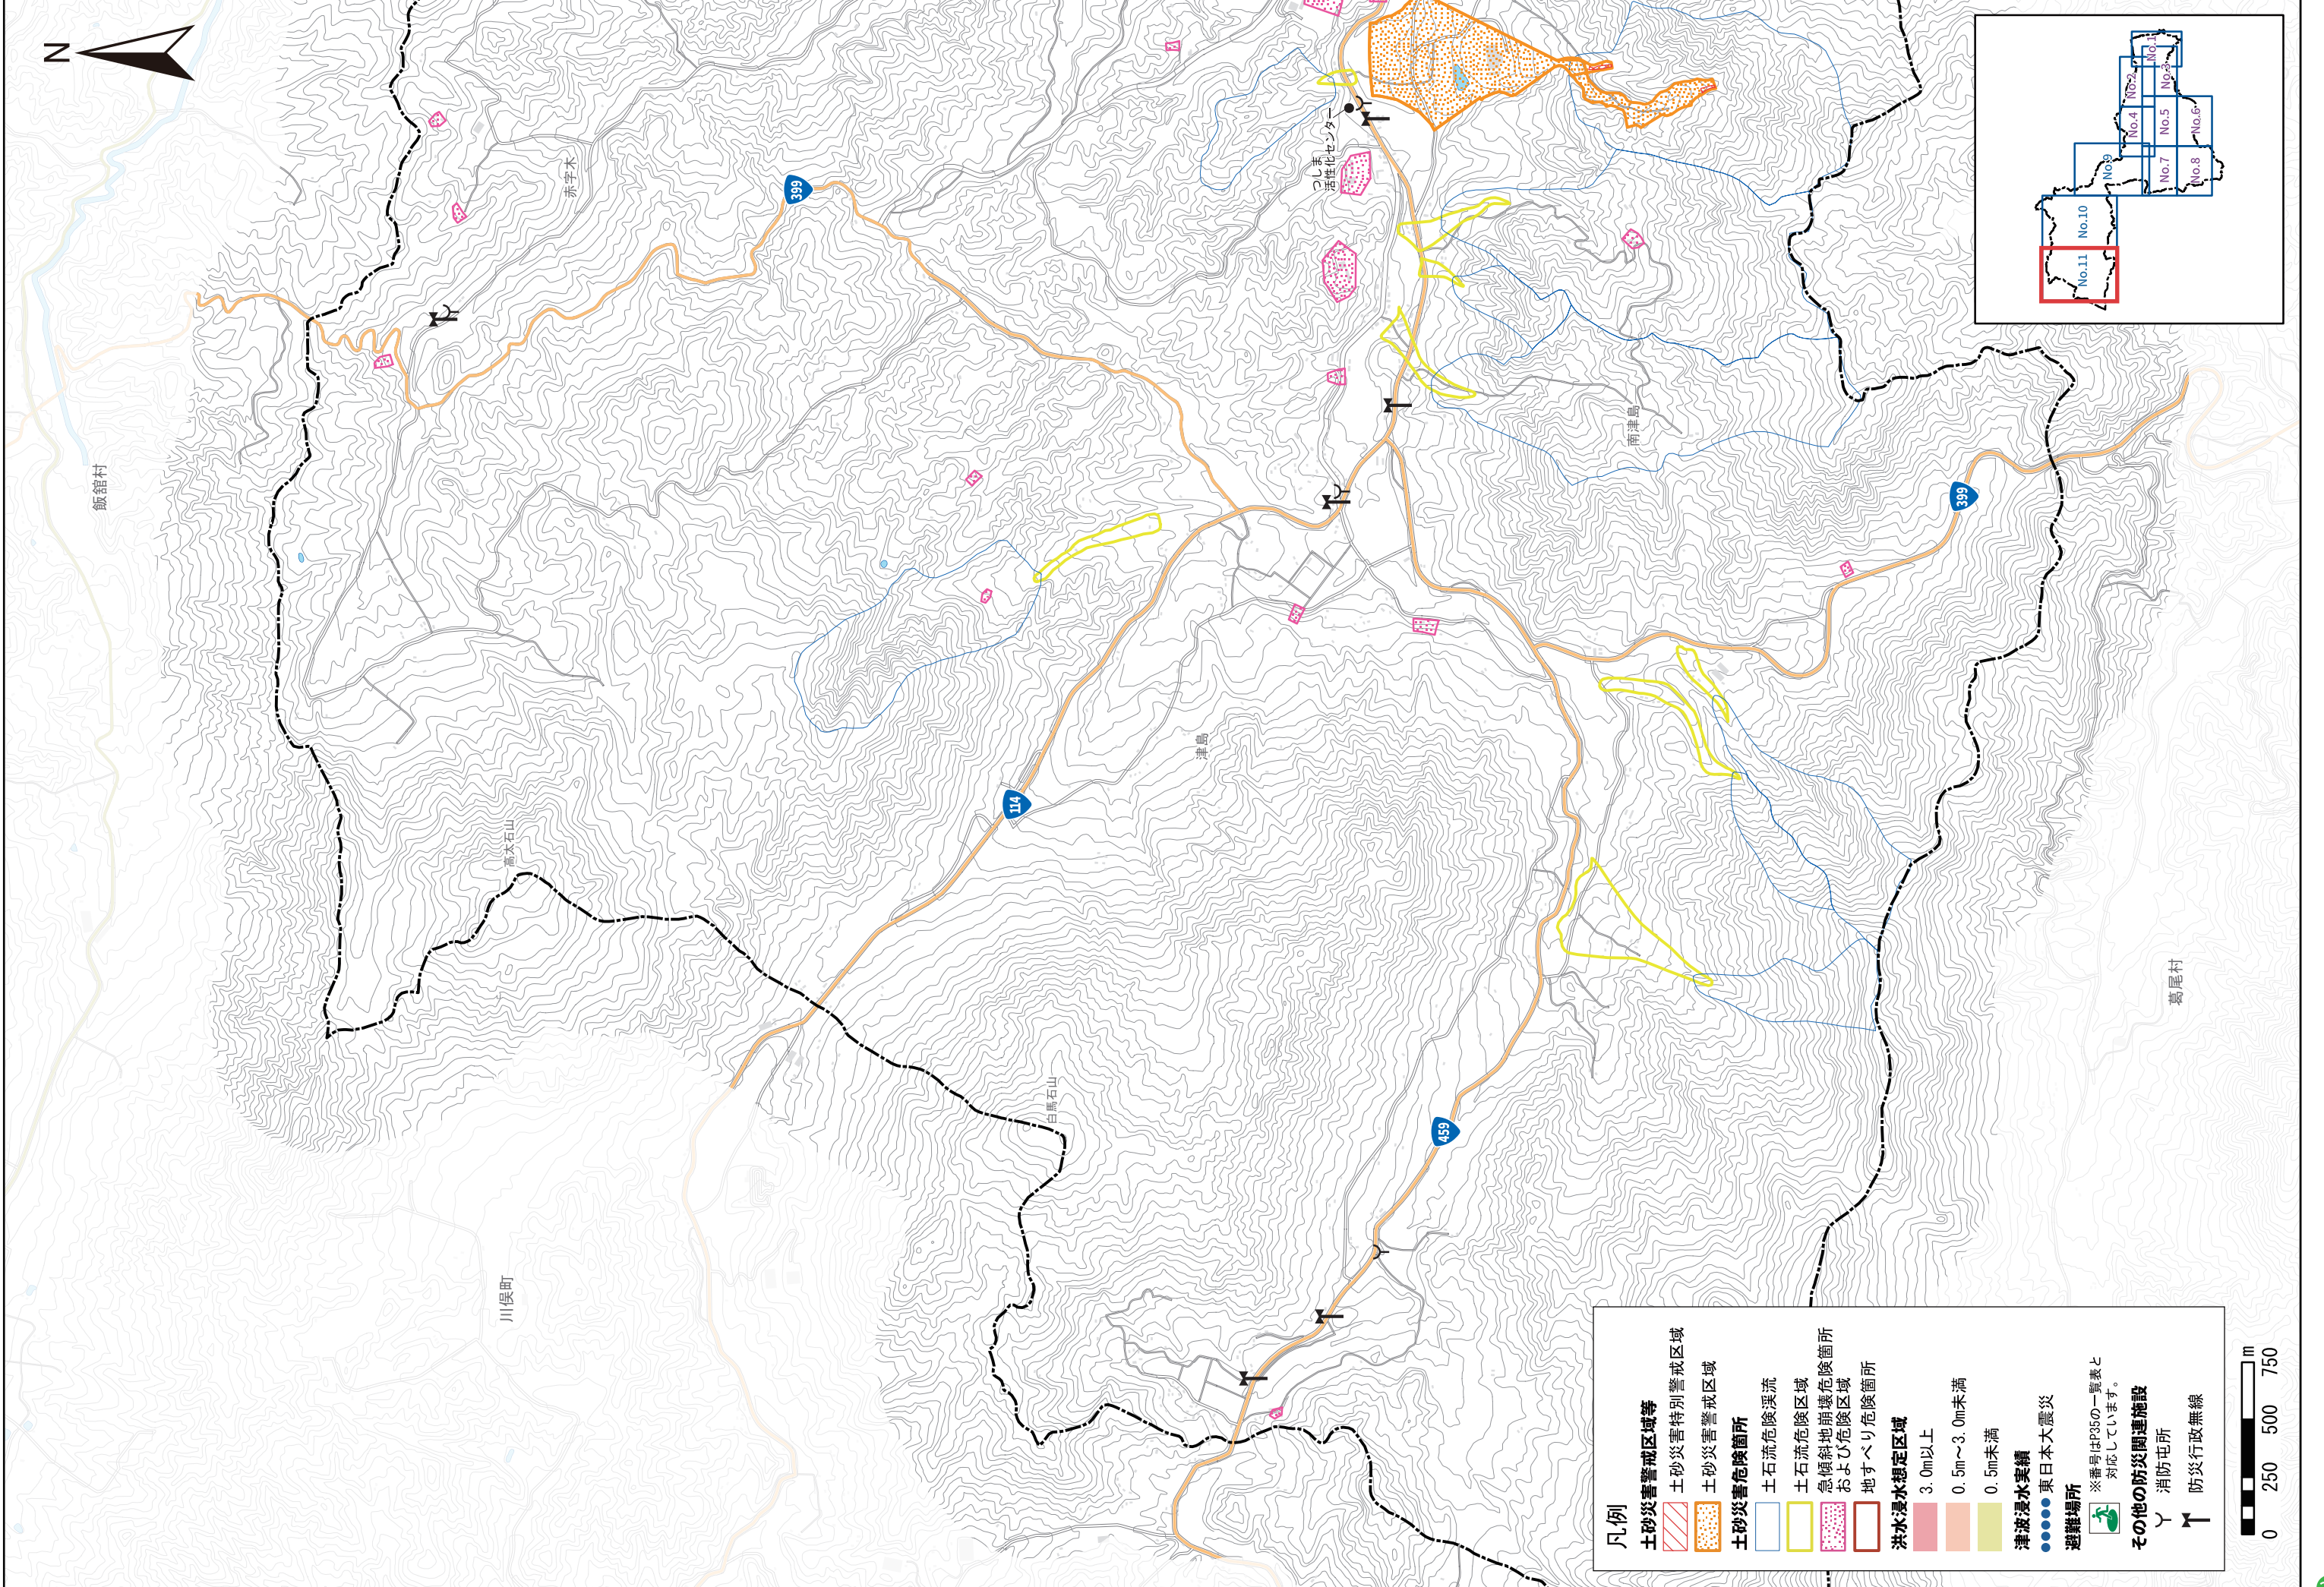 N
飯舘村
赤宇木
399
つしま
活性化センター
高太石山
114
津島
南津島
399
川俣町
白馬石山
459
葛尾村
No.1
No.2
No.3
No.4
No.5
No.6
No.7
No.8
No.9
No.10
No.11
凡例
土砂災害警戒区域等
土砂災害特別警戒区域
土砂災害警戒区域
土砂災害危険箇所
土石流危険渓流
土石流危険区域
急傾斜地崩壊危険箇所
および危険区域
地すべり危険箇所
洪水浸水想定区域
3.0m以上
0.5m〜3.0m未満
0.5m未満
津波浸水実績
東日本大震災
避難場所
※番号はP35の一覧表と
対応しています。
その他の防災関連施設
消防屯所
防災行政無線
0 250 500 750 m